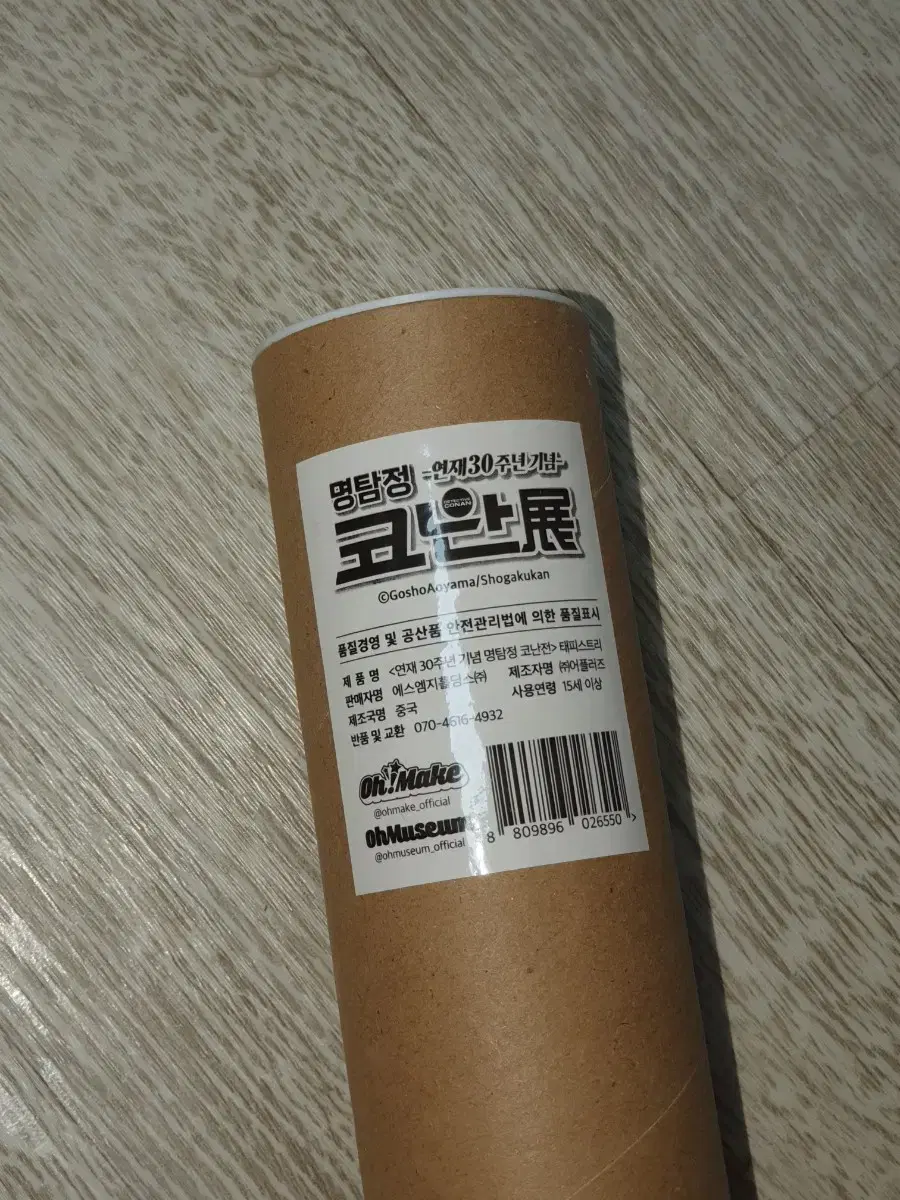 명탐정 -연재30주년기념-
코난展
DETECTIVE CONAN
©GoshoAoyama/Shogakukan
품질경영 및 공산품 안전관리법에 의한 품질표시
제 품 명 <연재 30주년 기념 명탐정 코난전> 태피스트리
판매자명 에스엠지홀딩스㈜ 제조자명 ㈜어플러즈
제조국명 중국 사용연령 15세 이상
반품 및 교환 070-4616-4932
Oh!Make
@ohmake_official
OhMuseum
@ohmuseum_official
8 809896 026550 >